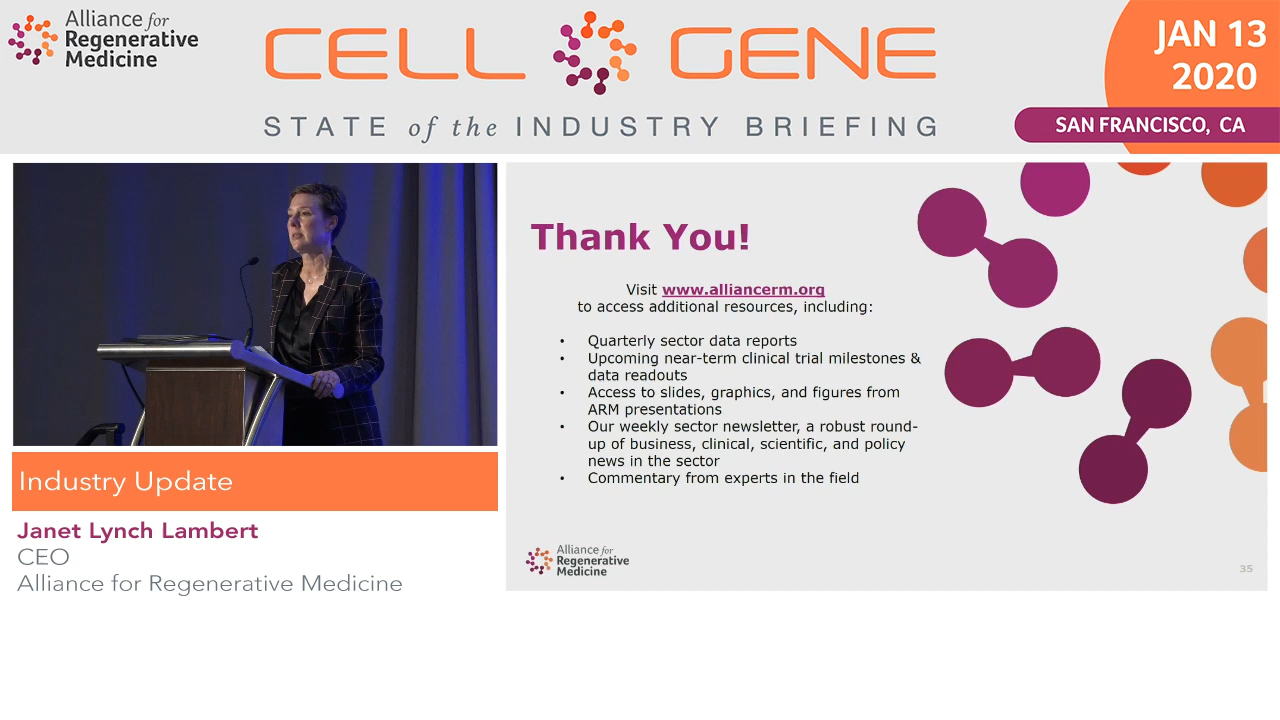 Alliance for
Regenerative
Medicine
CELL GENE
STATE of the INDUSTRY BRIEFING
JAN 13
2020
SAN FRANCISCO, CA
Thank You!
Visit www.alliancerm.org
to access additional resources, including:
• Quarterly sector data reports
• Upcoming near-term clinical trial milestones &
data readouts
• Access to slides, graphics, and figures from
ARM presentations
• Our weekly sector newsletter, a robust round-
up of business, clinical, scientific, and policy
news in the sector
• Commentary from experts in the field
Alliance for
Regenerative
Medicine
35
Industry Update
Janet Lynch Lambert
CEO
Alliance for Regenerative Medicine